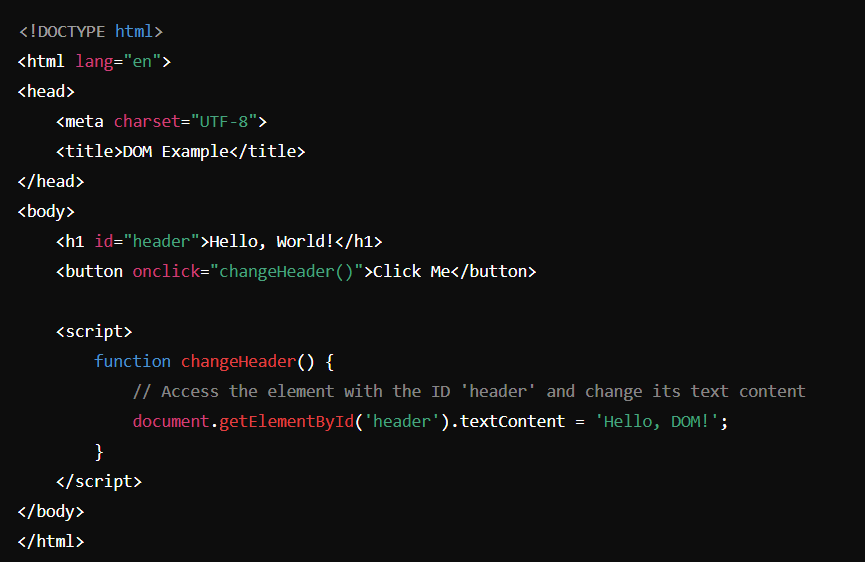 <!DOCTYPE html>
<html lang="en">
<head>
    <meta charset="UTF-8">
    <title>DOM Example</title>
</head>
<body>
    <h1 id="header">Hello, World!</h1>
    <button onclick="changeHeader()">Click Me</button>

    <script>
        function changeHeader() {
            // Access the element with the ID 'header' and change its text content
            document.getElementById('header').textContent = 'Hello, DOM!';
        }
    </script>
</body>
</html>